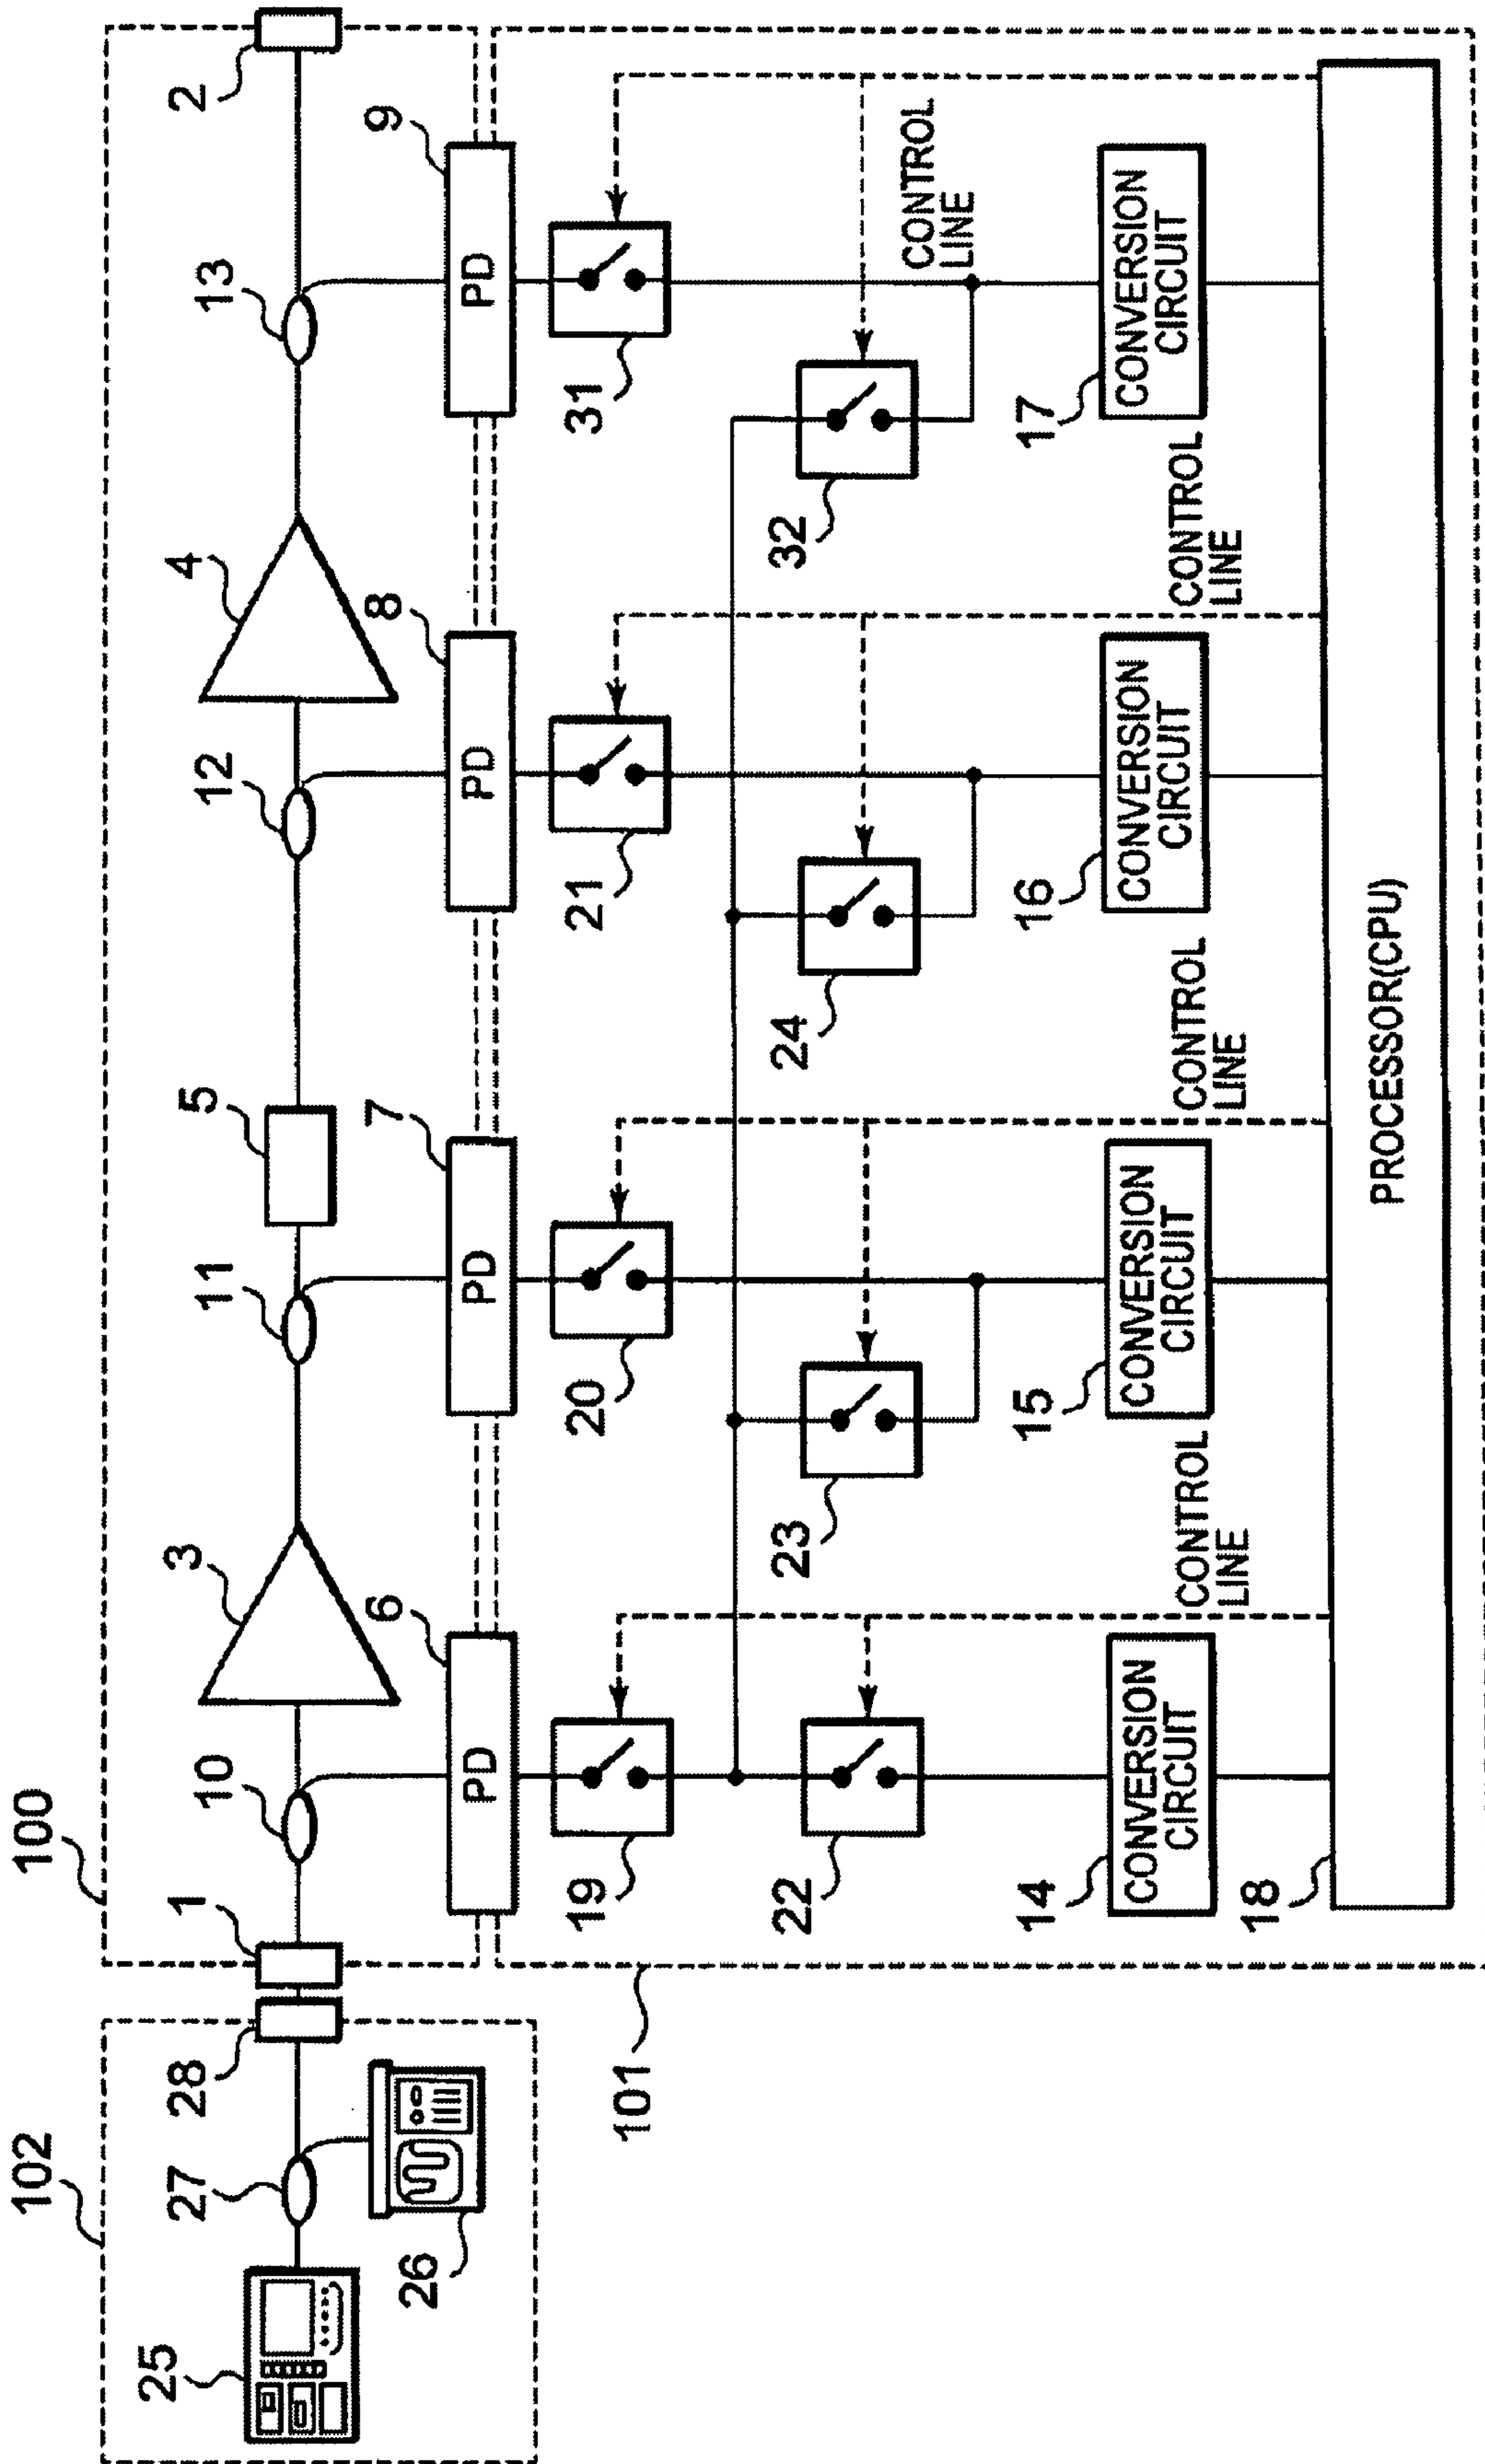 102
100
25
27
26
28
1
10
3
11
5
12
4
13
2
6
PD
7
PD
8
PD
9
PD
101
19
20
21
31
22
23
24
32
CONTROL
LINE
CONTROL
LINE
CONTROL
LINE
CONTROL
LINE
14
CONVERSION
CIRCUIT
15
CONVERSION
CIRCUIT
16
CONVERSION
CIRCUIT
17
CONVERSION
CIRCUIT
18
PROCESSOR(CPU)